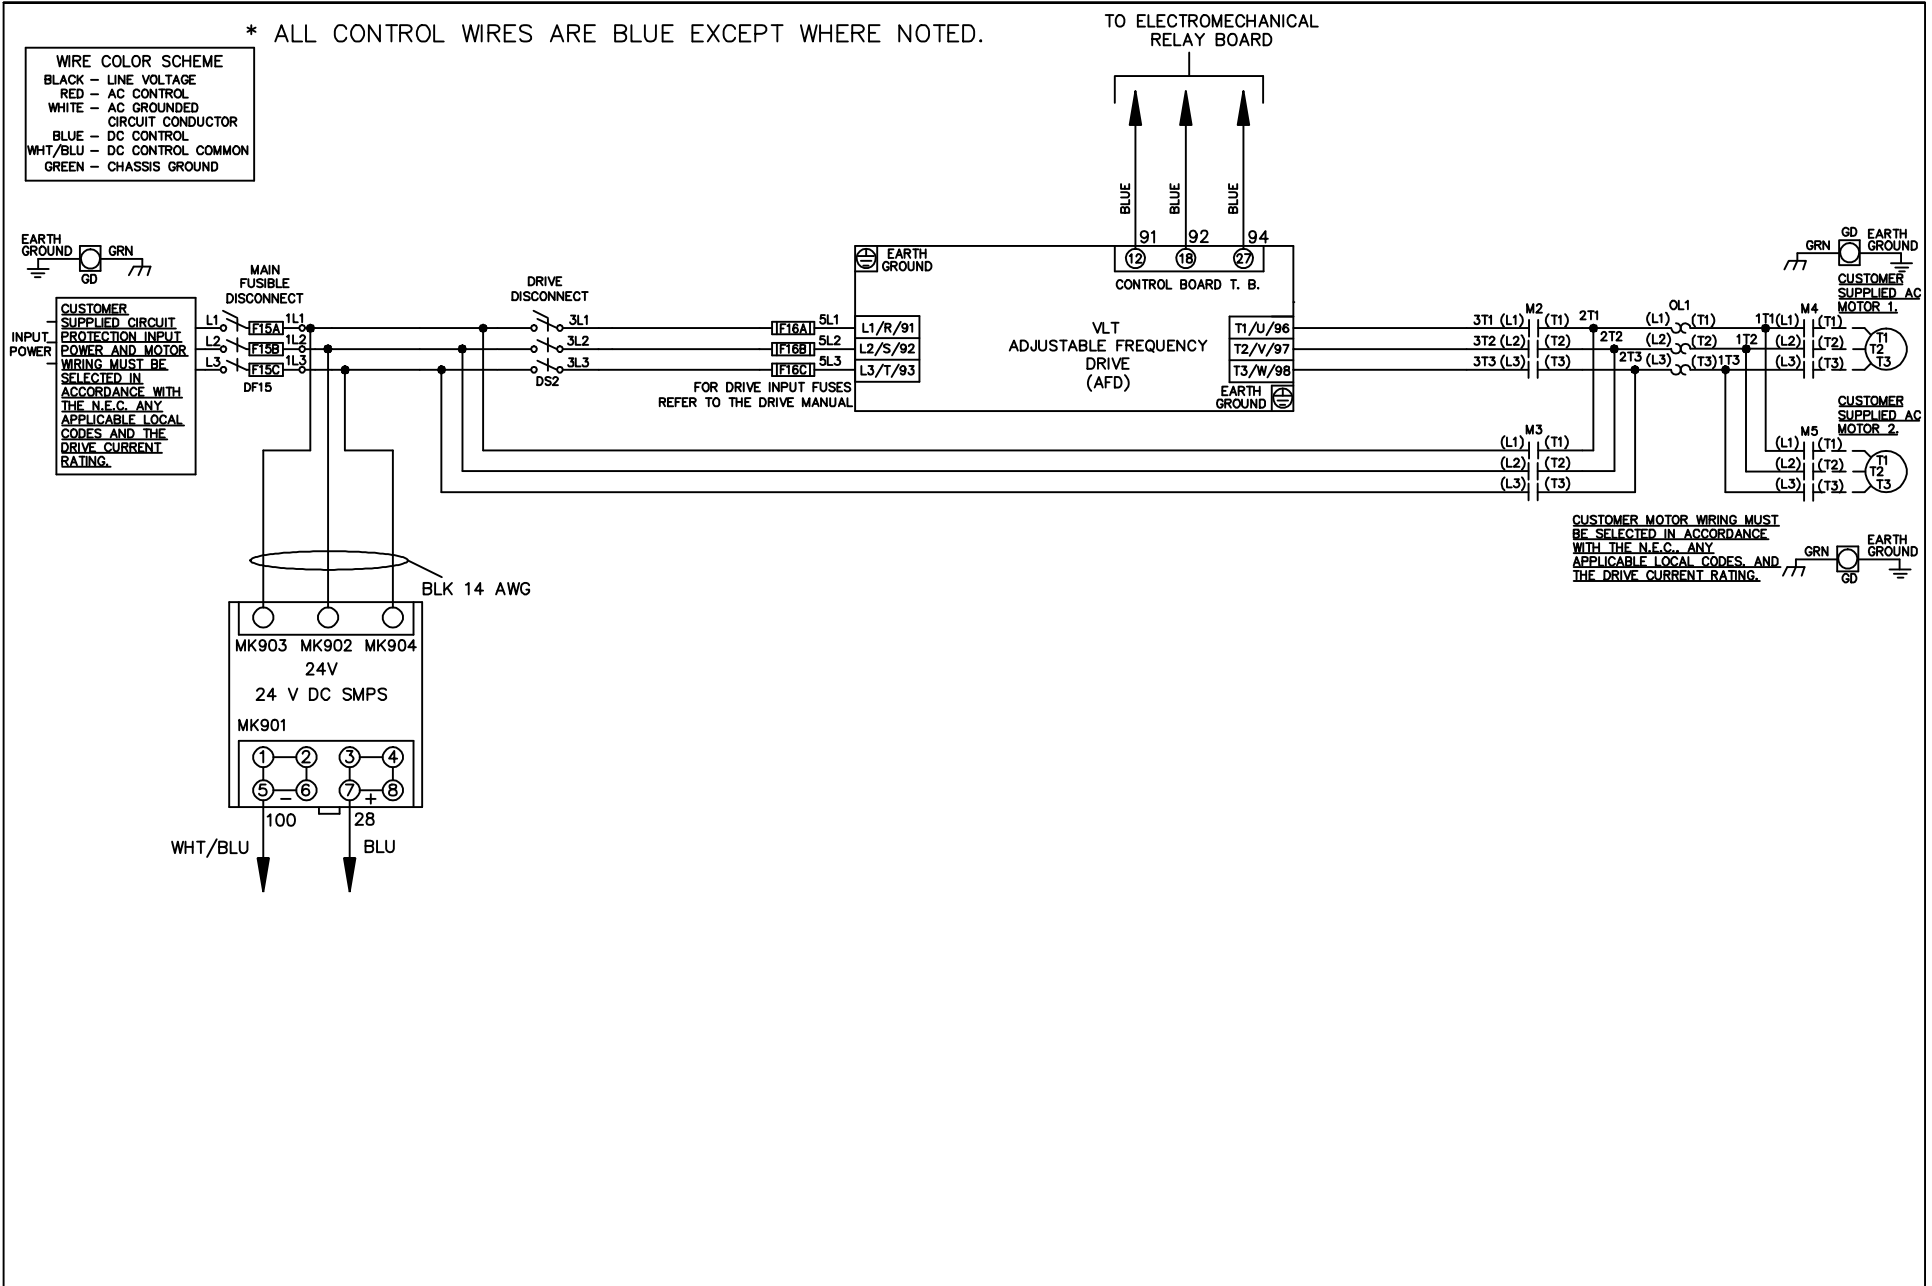 * ALL CONTROL WIRES ARE BLUE EXCEPT WHERE NOTED.
WIRE COLOR SCHEME
BLACK – LINE VOLTAGE
RED – AC CONTROL
WHITE – AC GROUNDED
CIRCUIT CONDUCTOR
BLUE – DC CONTROL
WHT/BLU – DC CONTROL COMMON
GREEN – CHASSIS GROUND
TO ELECTROMECHANICAL
RELAY BOARD
BLUE
BLUE
BLUE
91 92 94
12 18 27
CONTROL BOARD T. B.
EARTH
GROUND
GRN
GD
INPUT
POWER
CUSTOMER
SUPPLIED CIRCUIT
PROTECTION INPUT
POWER AND MOTOR
WIRING MUST BE
SELECTED IN
ACCORDANCE WITH
THE N.E.C. ANY
APPLICABLE LOCAL
CODES AND THE
DRIVE CURRENT
RATING.
MAIN
FUSIBLE
DISCONNECT
L1 F15A 1L1
L2 F15B 1L2
L3 F15C 1L3
DF15
DRIVE
DISCONNECT
3L1
3L2
3L3
DS2
F16A 5L1
F16B 5L2
F16C 5L3
FOR DRIVE INPUT FUSES
REFER TO THE DRIVE MANUAL
EARTH
GROUND
L1/R/91
L2/S/92
L3/T/93
VLT
ADJUSTABLE FREQUENCY
DRIVE
(AFD)
T1/U/96
T2/V/97
T3/W/98
EARTH
GROUND
M2
3T1 (L1) (T1) 2T1
3T2 (L2) (T2) 2T2
3T3 (L3) (T3) 2T3
OL1
(L1) (T1) 1T1
(L2) (T2) 1T2
(L3) (T3) 1T3
M4
(L1) (T1)
(L2) (T2)
(L3) (T3)
T1
T2
T3
GRN
GD
EARTH
GROUND
CUSTOMER
SUPPLIED AC
MOTOR 1.
M3
(L1) (T1)
(L2) (T2)
(L3) (T3)
CUSTOMER
SUPPLIED AC
MOTOR 2.
M5
(L1) (T1)
(L2) (T2)
(L3) (T3)
T1
T2
T3
CUSTOMER MOTOR WIRING MUST
BE SELECTED IN ACCORDANCE
WITH THE N.E.C., ANY
APPLICABLE LOCAL CODES, AND
THE DRIVE CURRENT RATING.
GRN
GD
EARTH
GROUND
BLK 14 AWG
MK903 MK902 MK904
24V
24 V DC SMPS
MK901
1 2 3 4
5 6 7 8
– +
100 28
WHT/BLU BLU